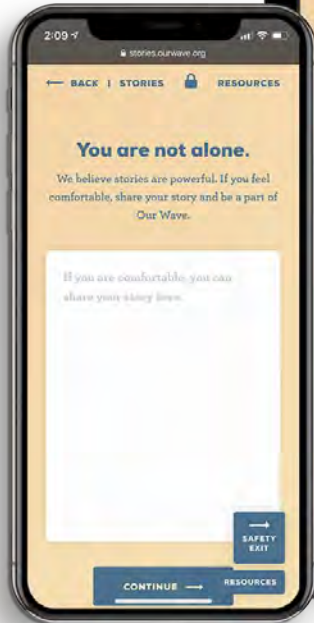 2:09
stories.ourwave.org
← BACK | STORIES RESOURCES
You are not alone.
We believe stories are powerful. If you feel
comfortable, share your story and be a part of
Our Wave.
If you are comfortable, you can
share your story here.
→
SAFETY
EXIT
CONTINUE →
RESOURCES